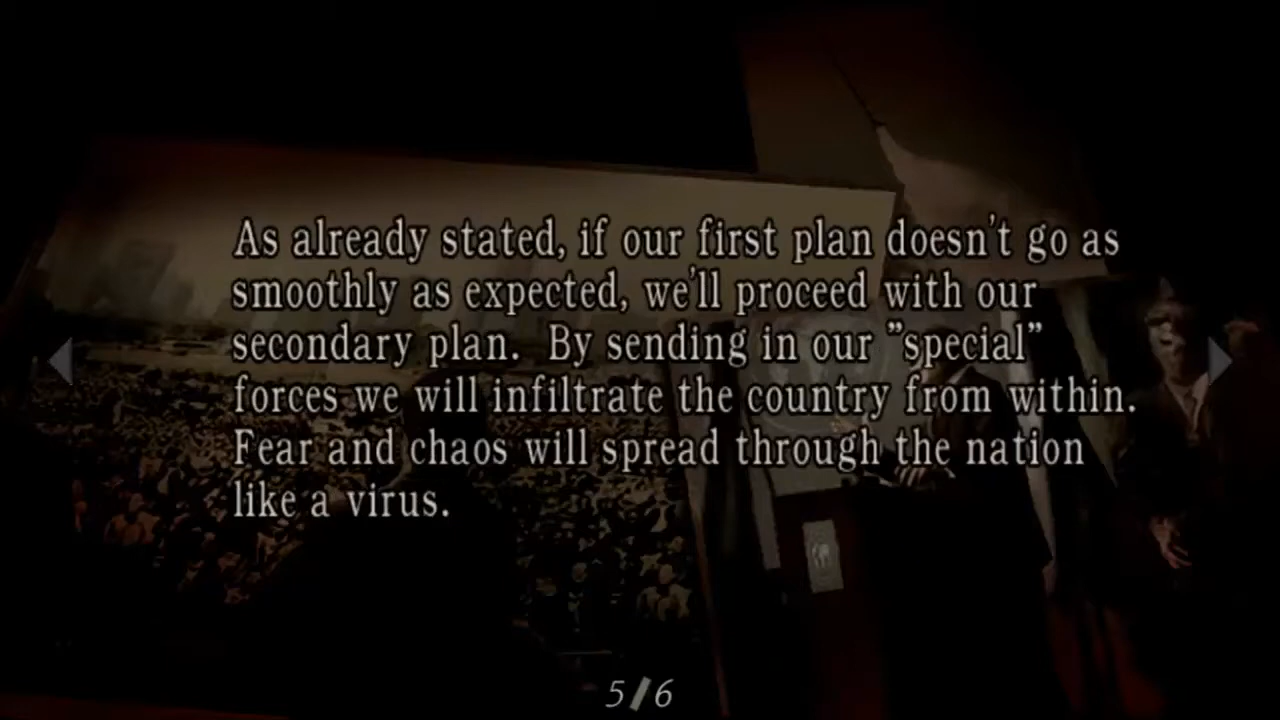 As already stated, if our first plan doesn't go as
smoothly as expected, we'll proceed with our
secondary plan.  By sending in our "special"
forces we will infiltrate the country from within.
Fear and chaos will spread through the nation
like a virus.
5/6